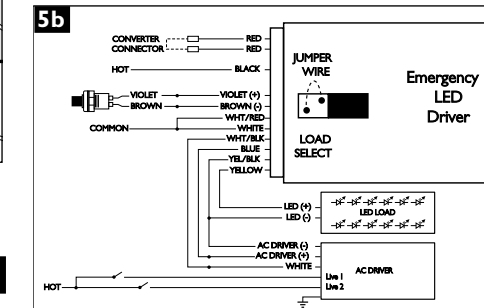 5b
CONVERTER RED
CONNECTOR RED
HOT BLACK
VIOLET VIOLET (+)
BROWN BROWN (-)
WHT/RED
COMMON WHITE
WHT/BLK
BLUE
YEL/BLK
YELLOW
JUMPER
WIRE
LOAD
SELECT
Emergency
LED
Driver
LED (+)
LED (-)
LED LOAD
AC DRIVER (-)
AC DRIVER (+)
WHITE
AC DRIVER
Live 1
HOT Live 2